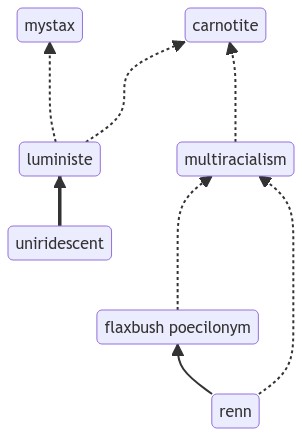 mystax
carnotite
luministe
multiracialism
uniridescent
flaxbush poecilonym
renn